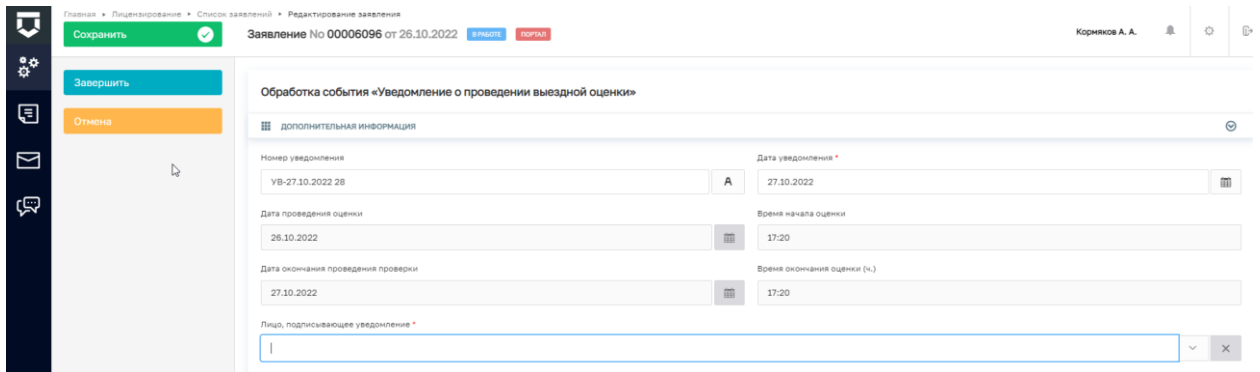 Главная ▸ Лицензирование ▸ Список заявлений ▸ Редактирование заявления
Сохранить
Заявление No 00006096 от 26.10.2022 В РАБОТЕ ПОРТАЛ
Кормяков А. А.
Завершить
Отмена
Обработка события «Уведомление о проведении выездной оценки»
ДОПОЛНИТЕЛЬНАЯ ИНФОРМАЦИЯ
Номер уведомления
Дата уведомления *
УВ-27.10.2022 28
А
27.10.2022
Дата проведения оценки
Время начала оценки
26.10.2022
17:20
Дата окончания проведения проверки
Время окончания оценки (ч.)
27.10.2022
17:20
Лицо, подписывающее уведомление *